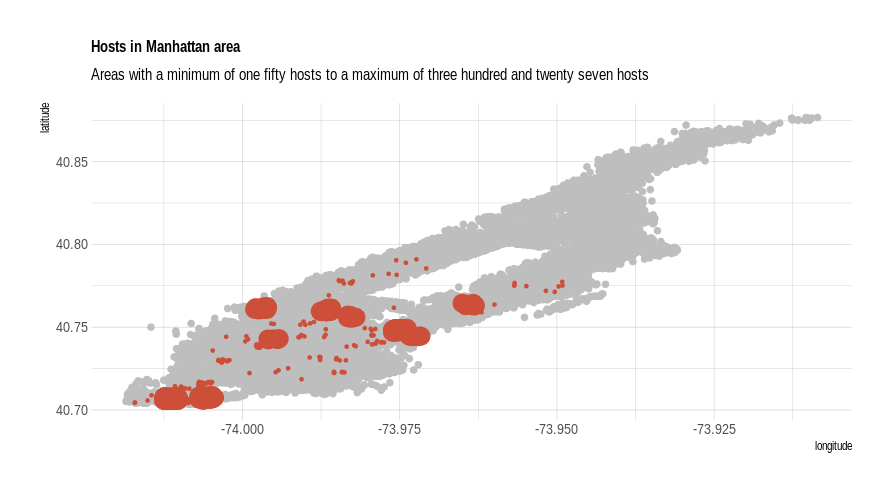 Hosts in Manhattan area
Areas with a minimum of one fifty hosts to a maximum of three hundred and twenty seven hosts
latitude
40.85
40.80
40.75
40.70
-74.000
-73.975
-73.950
-73.925
longitude